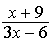 x + 9
3x − 6